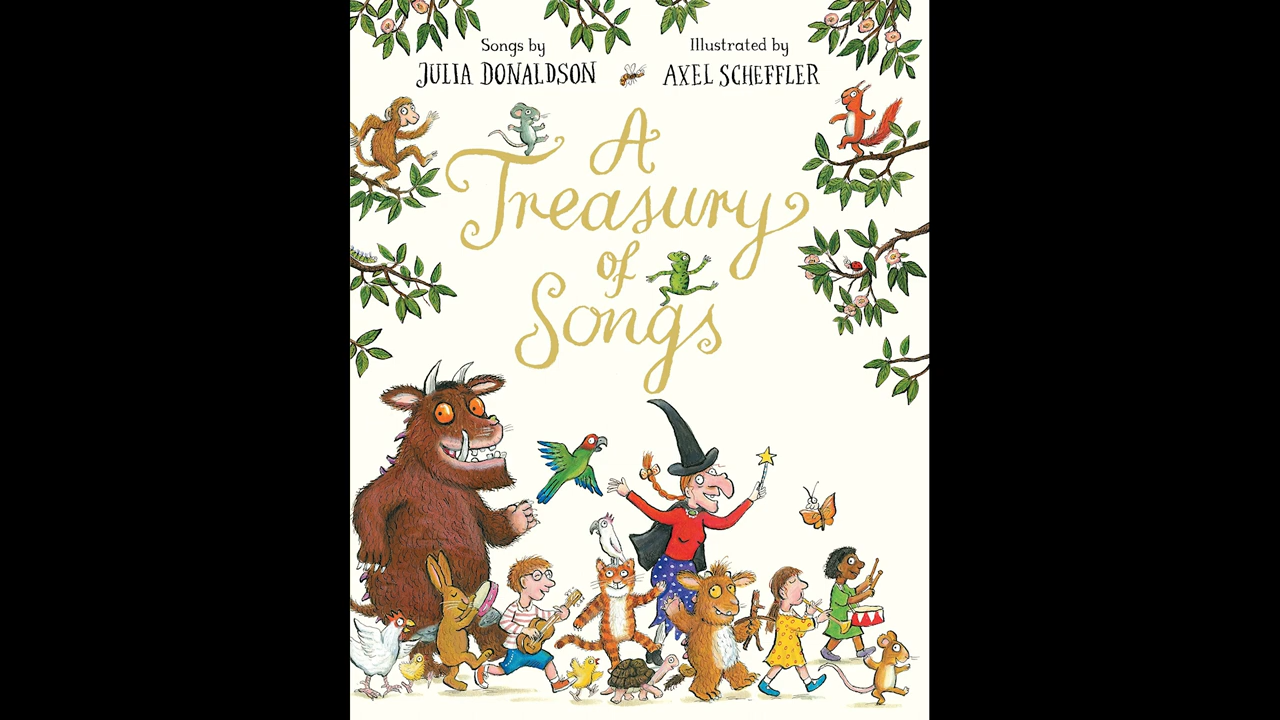 Songs by
JULIA DONALDSON
Illustrated by
AXEL SCHEFFLER
A
Treasury
of
Songs